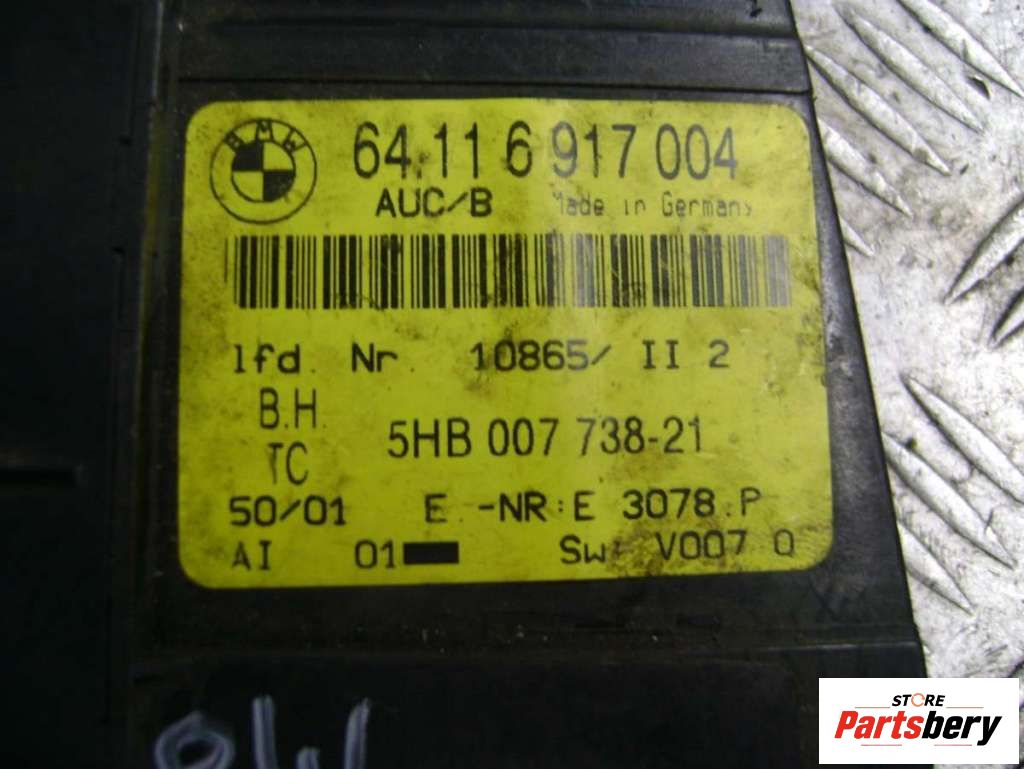 BMW
64.11 6 917 004
AUC/B Made in Germany
lfd. Nr. 10865/ II 2
B.H.
TC
5HB 007 738-21
50/01 E.-NR:E 3078.P
AI 01 Sw: V007 0
STORE
Partsbery